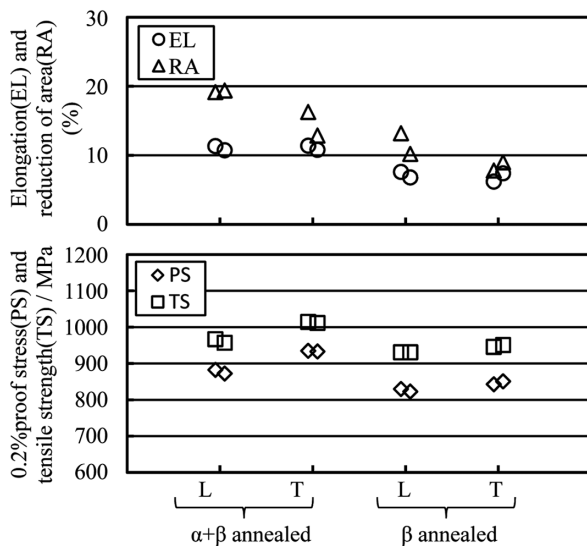 Elongation(EL) and
reduction of area(RA)
(%)
30
20
10
0
EL
RA
0.2%proof stress(PS) and
tensile strength(TS) / MPa
1200
1100
1000
900
800
700
600
PS
TS
L T L T
α+β annealed β annealed